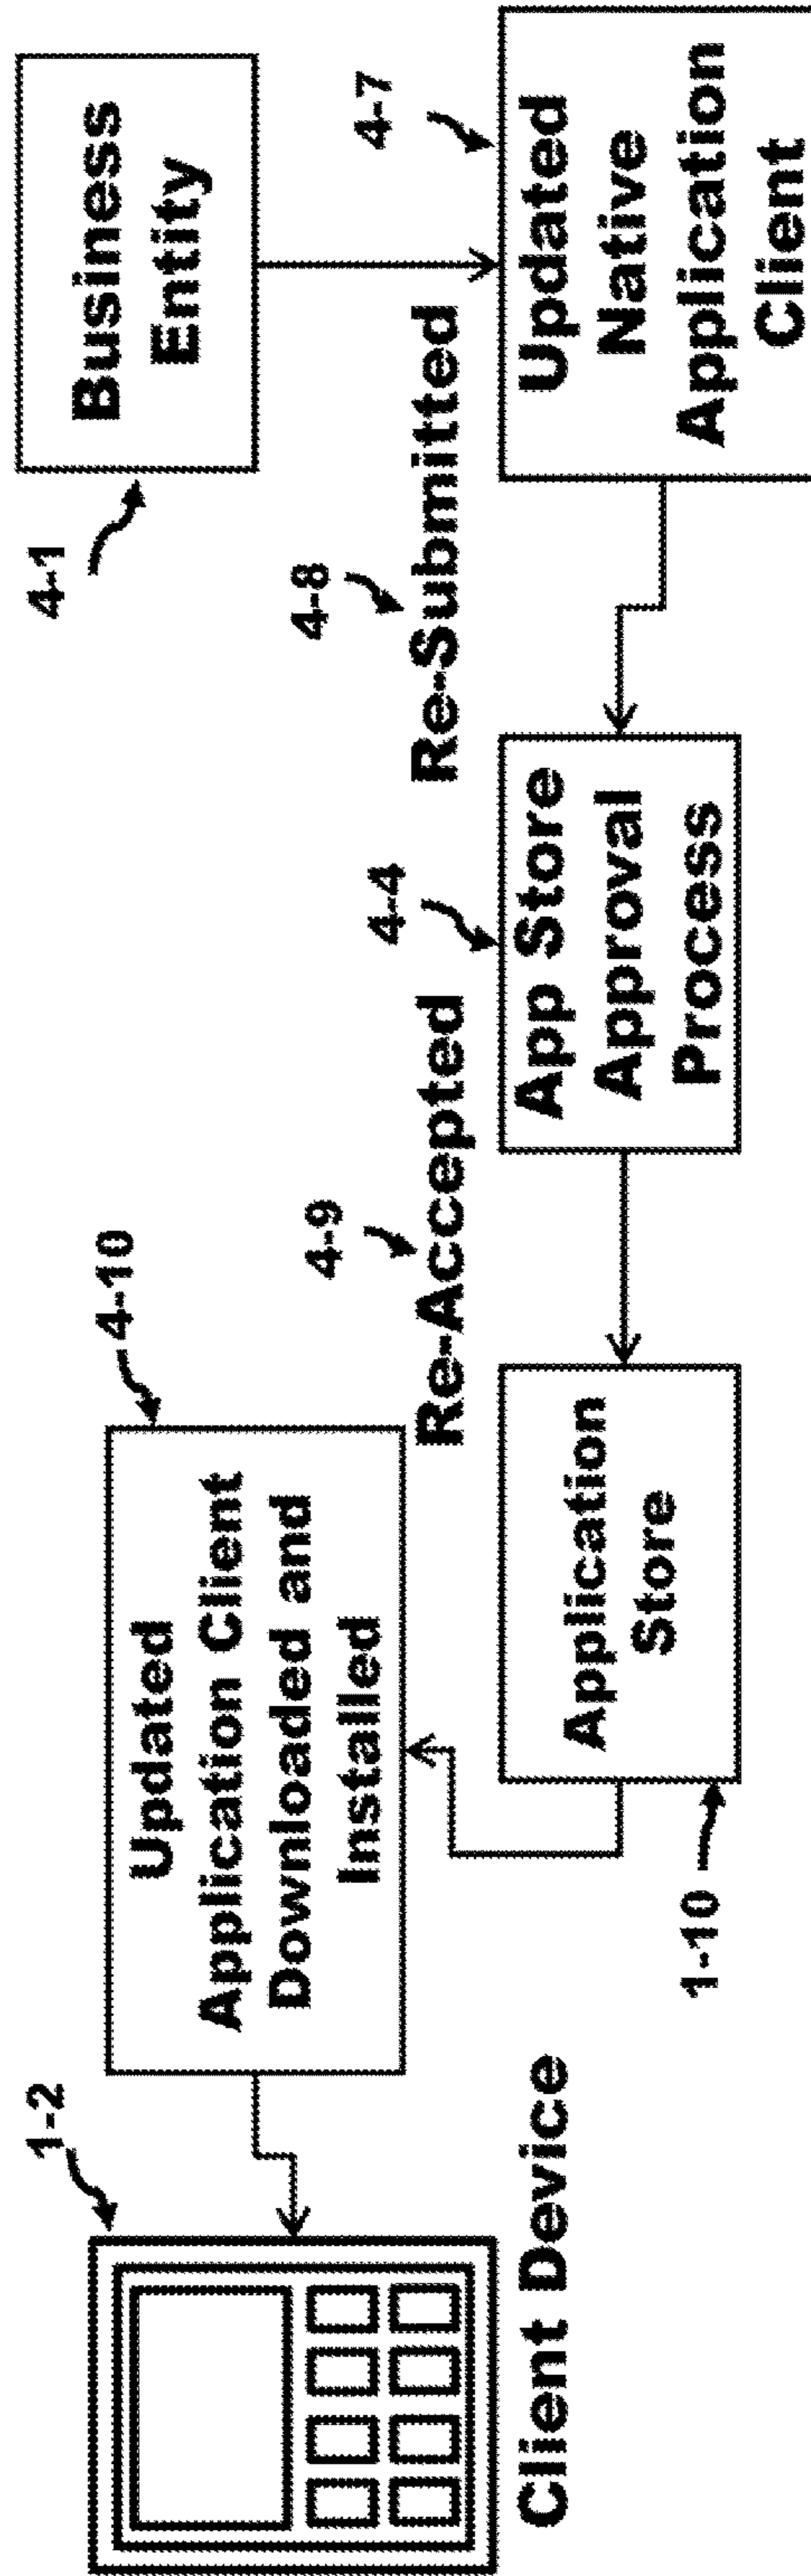 1-2
Client Device
4-10
Updated
Application Client
Downloaded and
Installed
1-10
Application
Store
4-9
Re-Accepted
4-4
App Store
Approval
Process
4-8
Re-Submitted
4-1
Business
Entity
4-7
Updated
Native
Application
Client